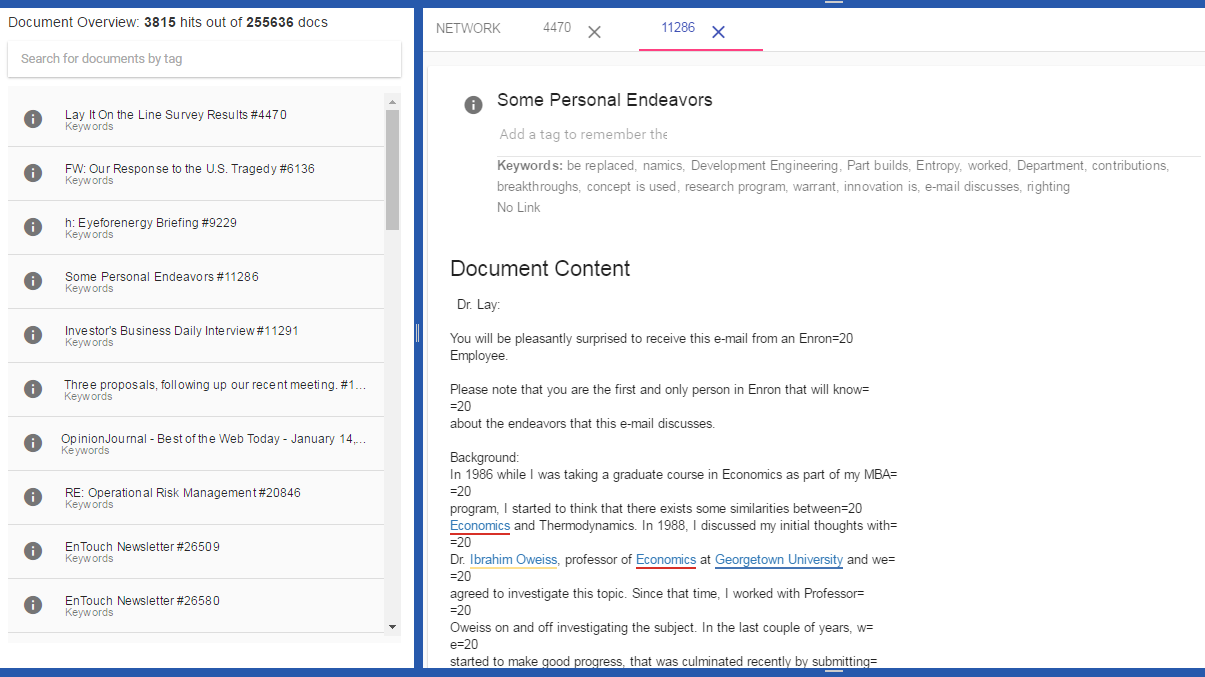 Document Overview: 3815 hits out of 255636 docs
Search for documents by tag
Lay It On the Line Survey Results #4470
Keywords
FW: Our Response to the U.S. Tragedy #6136
Keywords
h: Eyeforenergy Briefing #9229
Keywords
Some Personal Endeavors #11286
Keywords
Investor's Business Daily Interview #11291
Keywords
Three proposals, following up our recent meeting. #1...
Keywords
OpinionJournal - Best of the Web Today - January 14,...
Keywords
RE: Operational Risk Management #20846
Keywords
EnTouch Newsletter #26509
Keywords
EnTouch Newsletter #26580
Keywords
NETWORK 4470 11286
Some Personal Endeavors
Add a tag to remember the
Keywords: be replaced, namics, Development Engineering, Part builds, Entropy, worked, Department, contributions,
breakthroughs, concept is used, research program, warrant, innovation is, e-mail discusses, righting
No Link
Document Content
Dr. Lay:
You will be pleasantly surprised to receive this e-mail from an Enron=20
Employee.
Please note that you are the first and only person in Enron that will know=
=20
about the endeavors that this e-mail discusses.
Background:
In 1986 while I was taking a graduate course in Economics as part of my MBA=
=20
program, I started to think that there exists some similarities between=20
Economics and Thermodynamics. In 1988, I discussed my initial thoughts with=
=20
Dr. Ibrahim Oweiss, professor of Economics at Georgetown University and we=
=20
agreed to investigate this topic. Since that time, I worked with Professor=
=20
Oweiss on and off investigating the subject. In the last couple of years, w=
e=20
started to make good progress, that was culminated recently by submitting=